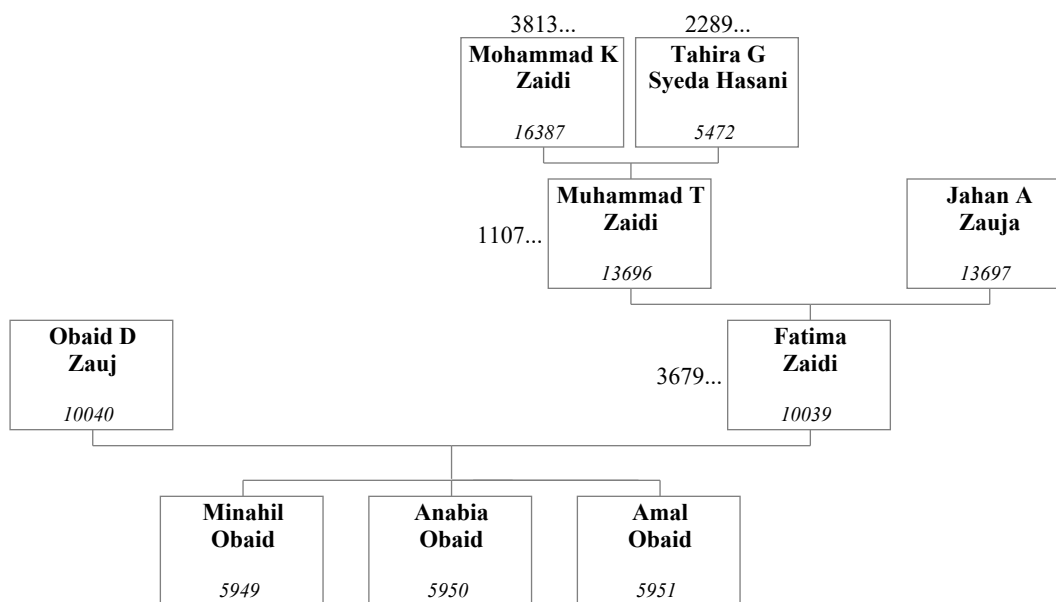 3813...
2289...
Mohammad K
Zaidi
16387
Tahira G
Syeda Hasani
5472
1107...
Muhammad T
Zaidi
13696
Jahan A
Zauja
13697
Obaid D
Zauj
10040
3679...
Fatima
Zaidi
10039
Minahil
Obaid
5949
Anabia
Obaid
5950
Amal
Obaid
5951